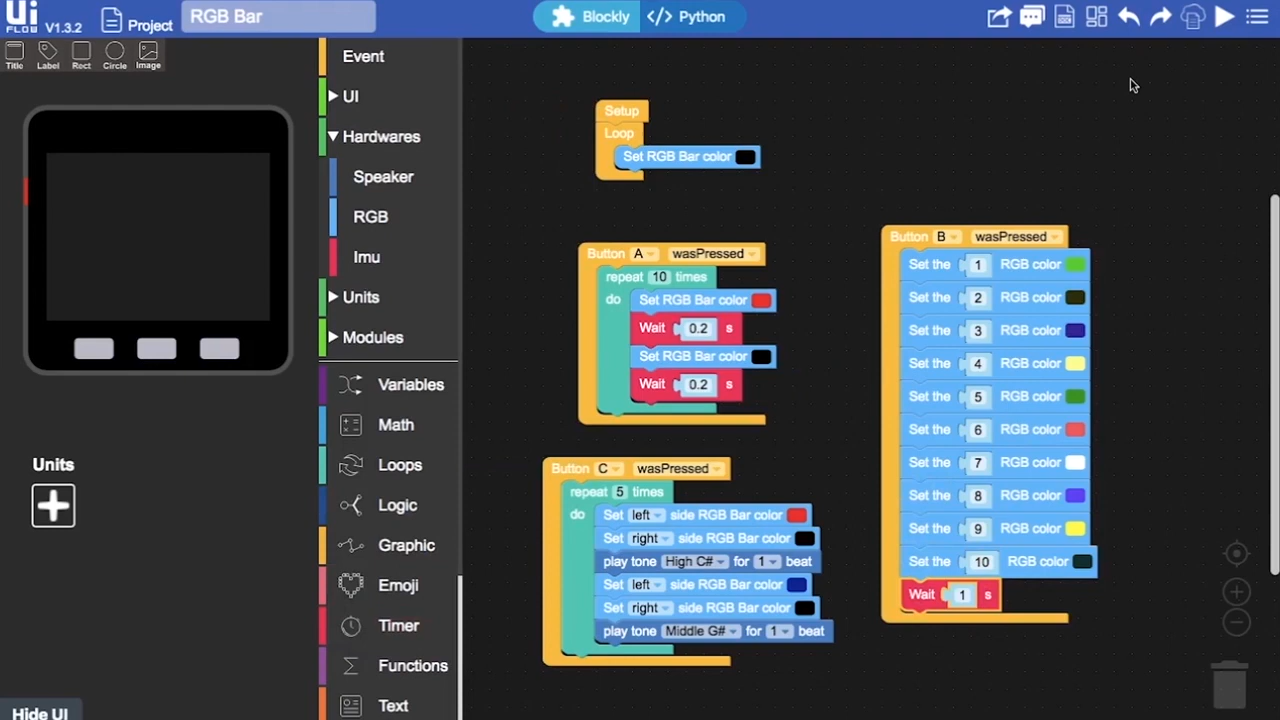 Ui
FLOW
V1.3.2
Project
RGB Bar
Blockly
</> Python
Title
Label
Rect
Circle
Image
Units
Hide UI
Event
UI
Hardwares
Speaker
RGB
Imu
Units
Modules
Variables
Math
Loops
Logic
Graphic
Emoji
Timer
Functions
Text
Setup
Loop
Set RGB Bar color
Button A wasPressed
repeat 10 times
do Set RGB Bar color
Wait 0.2 s
Set RGB Bar color
Wait 0.2 s
Button C wasPressed
repeat 5 times
do Set left side RGB Bar color
Set right side RGB Bar color
play tone High C# for 1 beat
Set left side RGB Bar color
Set right side RGB Bar color
play tone Middle G# for 1 beat
Button B wasPressed
Set the 1 RGB color
Set the 2 RGB color
Set the 3 RGB color
Set the 4 RGB color
Set the 5 RGB color
Set the 6 RGB color
Set the 7 RGB color
Set the 8 RGB color
Set the 9 RGB color
Set the 10 RGB color
Wait 1 s